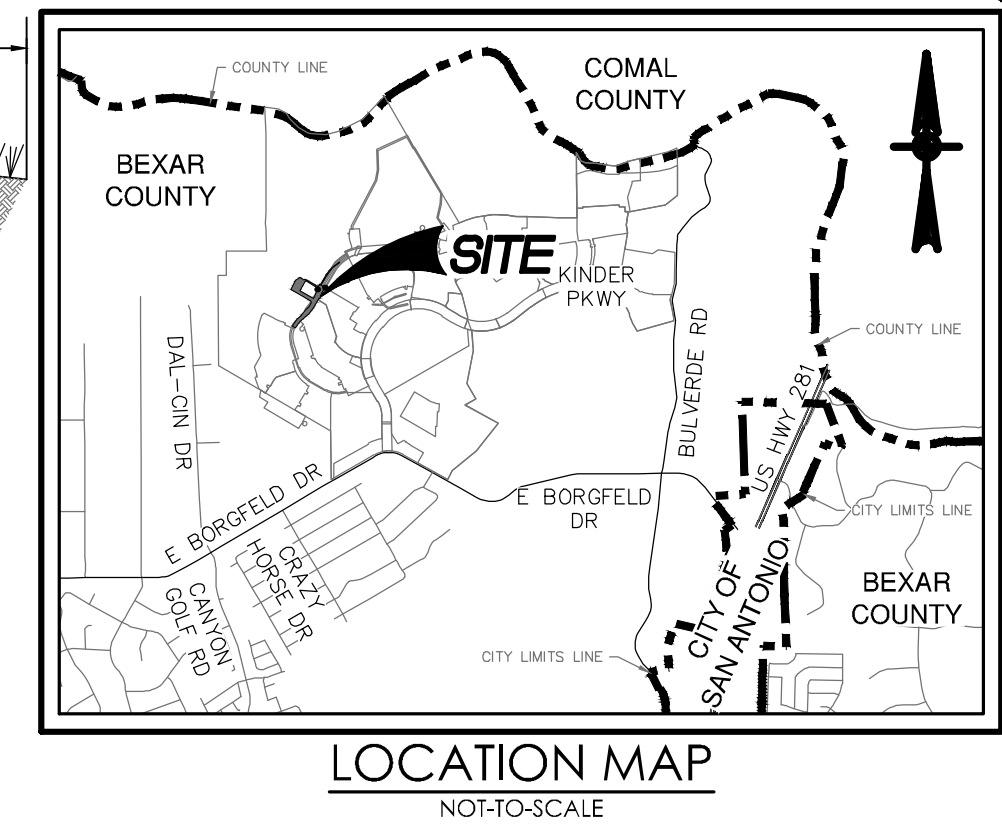 COUNTY LINE
COMAL
COUNTY
BEXAR
COUNTY
SITE
KINDER
PKWY
COUNTY LINE
DAL-CIN DR
BULVERDE RD
US HWY 281
E BORGFELD DR
E BORGFELD
DR
CITY LIMITS LINE
CRAZY
HORSE DR
CANYON
GOLF RD
CITY OF
SAN ANTONIO
BEXAR
COUNTY
CITY LIMITS LINE
LOCATION MAP
NOT-TO-SCALE